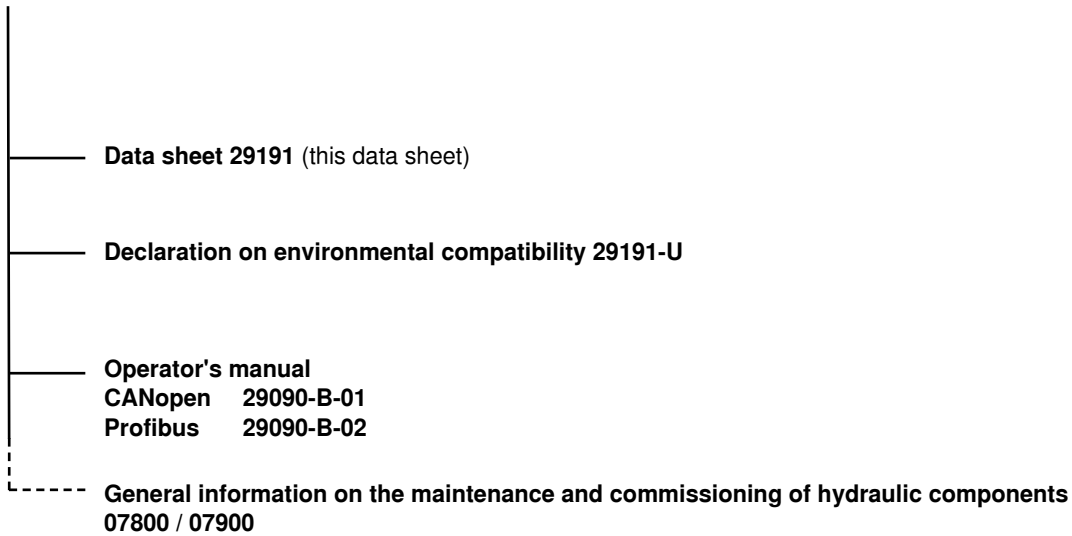 Data sheet 29191 (this data sheet)
Declaration on environmental compatibility 29191-U
Operator's manual
CANopen 29090-B-01
Profibus 29090-B-02
General information on the maintenance and commissioning of hydraulic components
07800 / 07900